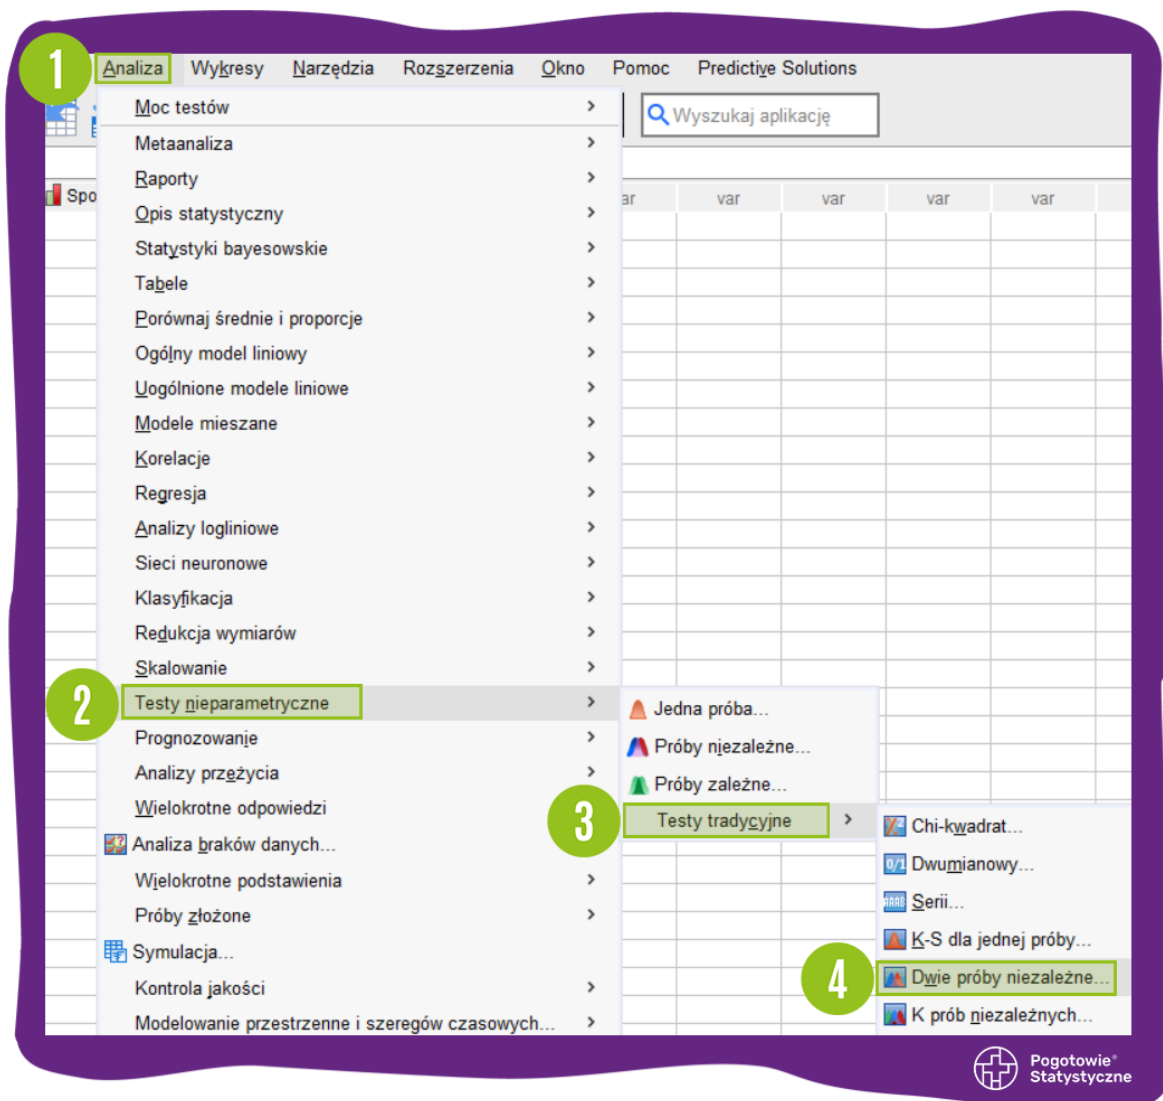 1
Analiza Wykresy Narzędzia Rozszerzenia Okno Pomoc Predictive Solutions
Moc testów
Wyszukaj aplikację
Metaanaliza
Raporty
Spo
ar var var var var
Opis statystyczny
Statystyki bayesowskie
Tabele
Porównaj średnie i proporcje
Ogólny model liniowy
Uogólnione modele liniowe
Modele mieszane
Korelacje
Regresja
Analizy logliniowe
Sieci neuronowe
Klasyfikacja
Redukcja wymiarów
Skalowanie
2
Testy nieparametryczne
Jedna próba...
Prognozowanie
Próby niezależne...
Analizy przeżycia
Próby zależne...
Wielokrotne odpowiedzi
3
Testy tradycyjne
Chi-kwadrat...
Analiza braków danych...
0/1 Dwumianowy...
Wielokrotne podstawienia
AAAB Serii...
Próby złożone
K-S dla jednej próby...
Symulacja...
4
Dwie próby niezależne...
Kontrola jakości
K prób niezależnych...
Modelowanie przestrzenne i szeregów czasowych...
Pogotowie®
Statystyczne